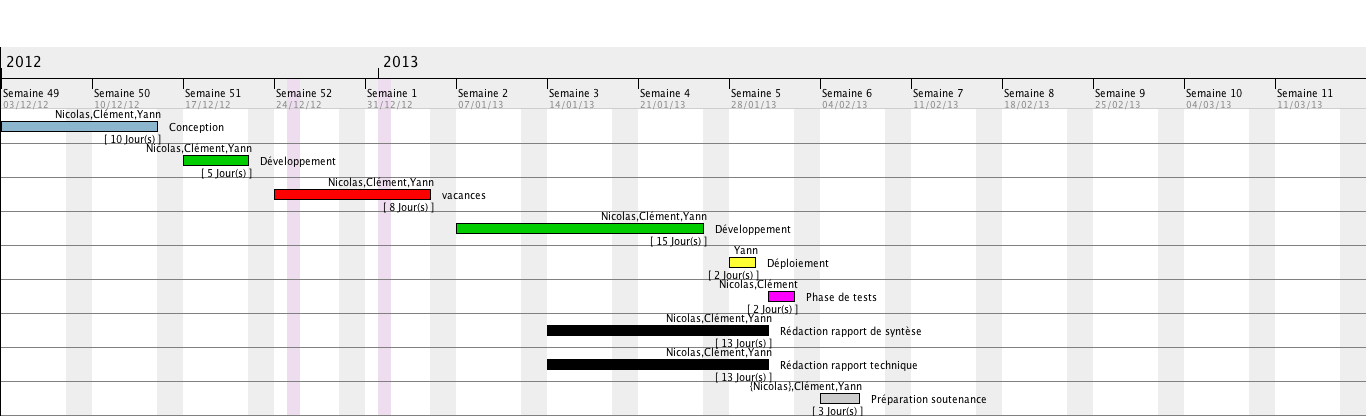 2012 2013
Semaine 49 Semaine 50 Semaine 51 Semaine 52 Semaine 1 Semaine 2 Semaine 3 Semaine 4 Semaine 5 Semaine 6 Semaine 7 Semaine 8 Semaine 9 Semaine 10 Semaine 11
03/12/12 10/12/12 17/12/12 24/12/12 31/12/12 07/01/13 14/01/13 21/01/13 28/01/13 04/02/13 11/02/13 18/02/13 25/02/13 04/03/13 11/03/13
Nicolas,Clément,Yann
Conception
[ 10 Jour(s) ]
Nicolas,Clément,Yann
Développement
[ 5 Jour(s) ]
Nicolas,Clément,Yann
vacances
[ 8 Jour(s) ]
Nicolas,Clément,Yann
Développement
[ 15 Jour(s) ]
Yann
Déploiement
[ 2 Jour(s) ]
Nicolas,Clément
Phase de tests
[ 2 Jour(s) ]
Nicolas,Clément,Yann
Rédaction rapport de syntèse
[ 13 Jour(s) ]
Nicolas,Clément,Yann
Rédaction rapport technique
[ 13 Jour(s) ]
{Nicolas},Clément,Yann
Préparation soutenance
[ 3 Jour(s) ]